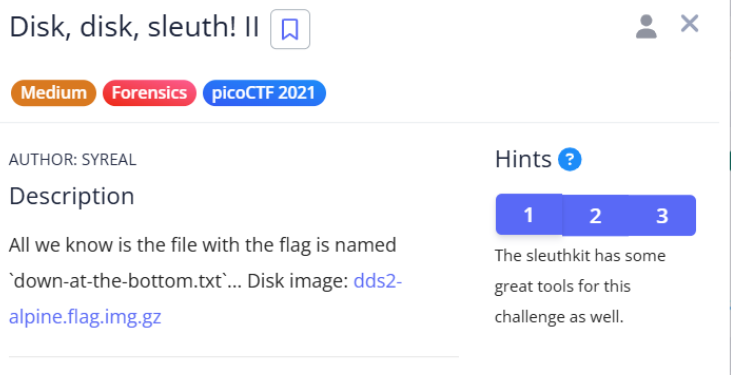 Disk, disk, sleuth! II
Medium Forensics picoCTF 2021
AUTHOR: SYREAL
Description
All we know is the file with the flag is named
`down-at-the-bottom.txt`... Disk image: dds2-
alpine.flag.img.gz
Hints ?
1 2 3
The sleuthkit has some
great tools for this
challenge as well.